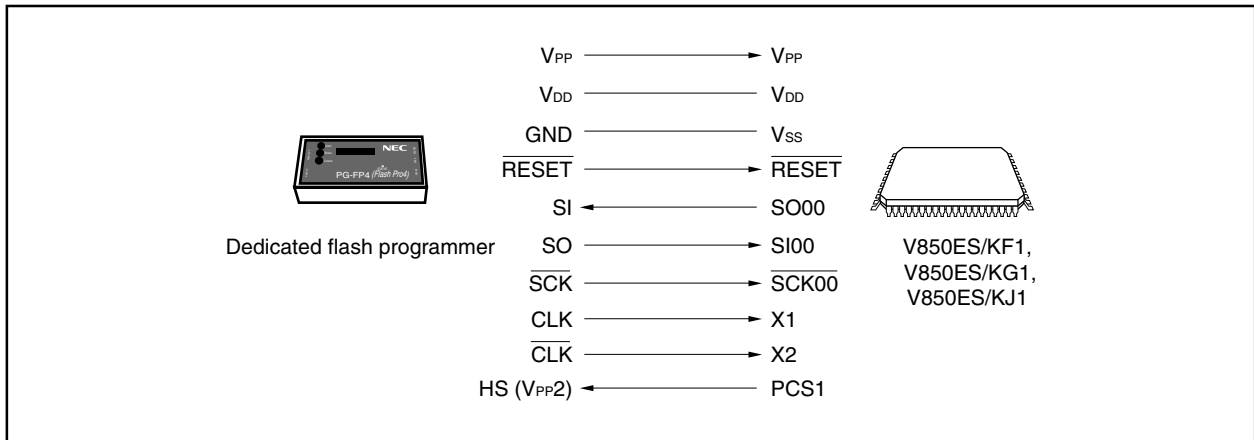 VPP VPP
VDD VDD
GND VSS
RESET RESET
SI SO00
SO SI00
SCK SCK00
CLK X1
CLK X2
HS (VPP2) PCS1
NEC
PG-FP4 (Flash Pro4)
Dedicated flash programmer
V850ES/KF1,
V850ES/KG1,
V850ES/KJ1